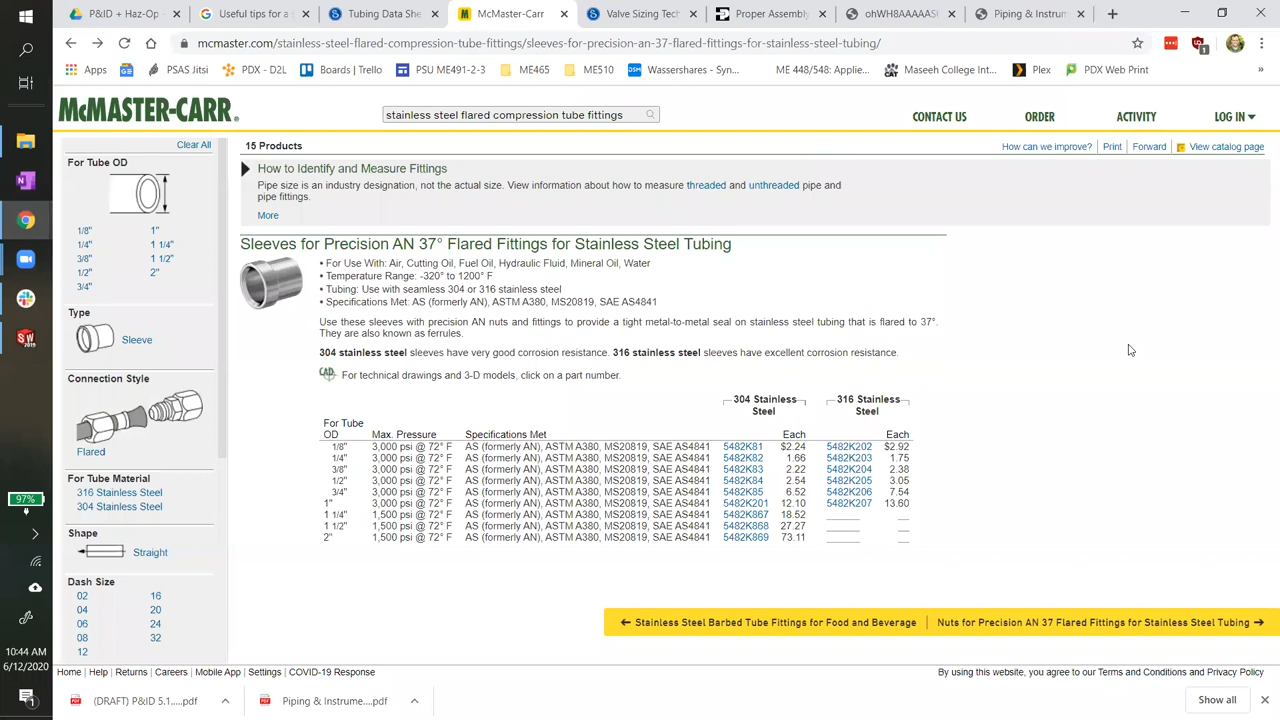 P&ID + Haz-Op
Useful tips for a s
Tubing Data She
McMaster-Carr
Valve Sizing Tech
Proper Assembly
ohWH8AAAAAS
Piping & Instrum
mcmaster.com/stainless-steel-flared-compression-tube-fittings/sleeves-for-precision-an-37-flared-fittings-for-stainless-steel-tubing/
Apps
PSAS Jitsi
PDX - D2L
Boards | Trello
PSU ME491-2-3
ME465
ME510
Wassershares - Syn...
ME 448/548: Applie...
Maseeh College Int...
Plex
PDX Web Print
»
McMASTER-CARR®
stainless steel flared compression tube fittings
CONTACT US
ORDER
ACTIVITY
LOG IN
Clear All
For Tube OD
1/8" 1"
1/4" 1 1/4"
3/8" 1 1/2"
1/2" 2"
3/4"
Type
Sleeve
Connection Style
Flared
For Tube Material
316 Stainless Steel
304 Stainless Steel
Shape
Straight
Dash Size
02 16
04 20
06 24
08 32
12
15 Products
How can we improve? Print Forward View catalog page
How to Identify and Measure Fittings
Pipe size is an industry designation, not the actual size. View information about how to measure threaded and unthreaded pipe and
pipe fittings.
More
Sleeves for Precision AN 37° Flared Fittings for Stainless Steel Tubing
• For Use With: Air, Cutting Oil, Fuel Oil, Hydraulic Fluid, Mineral Oil, Water
• Temperature Range: -320° to 1200° F
• Tubing: Use with seamless 304 or 316 stainless steel
• Specifications Met: AS (formerly AN), ASTM A380, MS20819, SAE AS4841
Use these sleeves with precision AN nuts and fittings to provide a tight metal-to-metal seal on stainless steel tubing that is flared to 37°.
They are also known as ferrules.
304 stainless steel sleeves have very good corrosion resistance. 316 stainless steel sleeves have excellent corrosion resistance.
CAD For technical drawings and 3-D models, click on a part number.
304 Stainless 316 Stainless
Steel Steel
For Tube
OD Max. Pressure Specifications Met Each Each
1/8" 3,000 psi @ 72° F AS (formerly AN), ASTM A380, MS20819, SAE AS4841 5482K81 $2.24 5482K202 $2.92
1/4" 3,000 psi @ 72° F AS (formerly AN), ASTM A380, MS20819, SAE AS4841 5482K82 1.66 5482K203 1.75
3/8" 3,000 psi @ 72° F AS (formerly AN), ASTM A380, MS20819, SAE AS4841 5482K83 2.22 5482K204 2.38
1/2" 3,000 psi @ 72° F AS (formerly AN), ASTM A380, MS20819, SAE AS4841 5482K84 2.54 5482K205 3.05
3/4" 3,000 psi @ 72° F AS (formerly AN), ASTM A380, MS20819, SAE AS4841 5482K85 6.52 5482K206 7.54
1" 3,000 psi @ 72° F AS (formerly AN), ASTM A380, MS20819, SAE AS4841 5482K201 12.10 5482K207 13.60
1 1/4" 1,500 psi @ 72° F AS (formerly AN), ASTM A380, MS20819, SAE AS4841 5482K867 18.52
1 1/2" 1,500 psi @ 72° F AS (formerly AN), ASTM A380, MS20819, SAE AS4841 5482K868 27.27
2" 1,500 psi @ 72° F AS (formerly AN), ASTM A380, MS20819, SAE AS4841 5482K869 73.11
Stainless Steel Barbed Tube Fittings for Food and Beverage
Nuts for Precision AN 37 Flared Fittings for Stainless Steel Tubing
Home | Help | Returns | Careers | Mobile App | Settings | COVID-19 Response
By using this website, you agree to our Terms and Conditions and Privacy Policy
(DRAFT) P&ID 5.1.....pdf
Piping & Instrume....pdf
Show all
97%
10:44 AM
6/12/2020